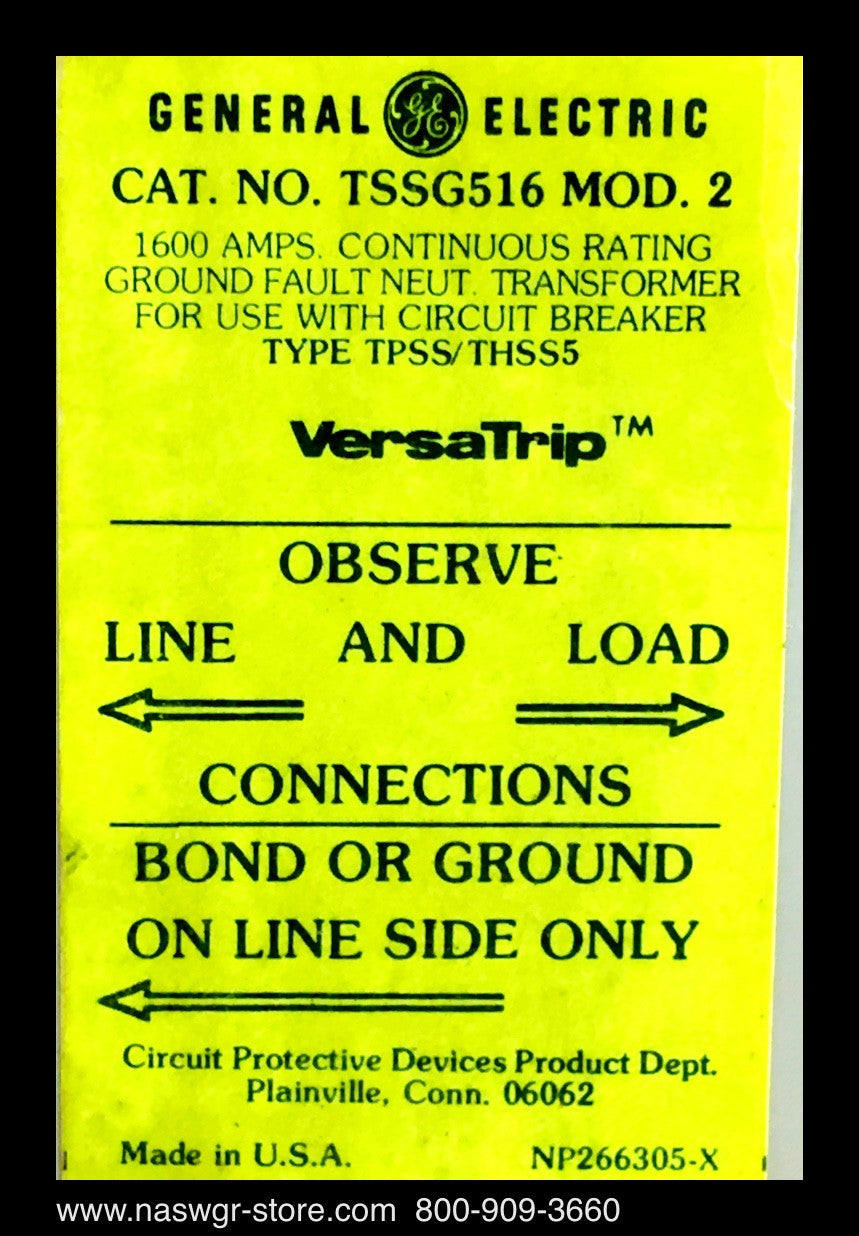 GENERAL GE ELECTRIC
CAT. NO. TSSG516 MOD. 2
1600 AMPS. CONTINUOUS RATING
GROUND FAULT NEUT. TRANSFORMER
FOR USE WITH CIRCUIT BREAKER
TYPE TPSS/THSS5
VersaTrip™
OBSERVE
LINE AND LOAD
CONNECTIONS
BOND OR GROUND
ON LINE SIDE ONLY
Circuit Protective Devices Product Dept.
Plainville, Conn. 06062
Made in U.S.A. NP266305-X
www.naswgr-store.com 800-909-3660